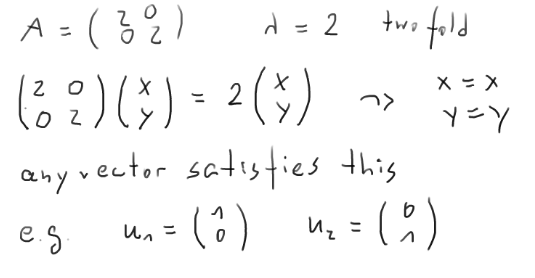 A = ( 2 0 0 2 ) λ = 2 two fold
( 2 0 0 2 ) ( x y ) = 2 ( x y ) ~> x = x y = y
any vector satisfies this
e.g. u₁ = ( 1 0 ) u₂ = ( 0 1 )